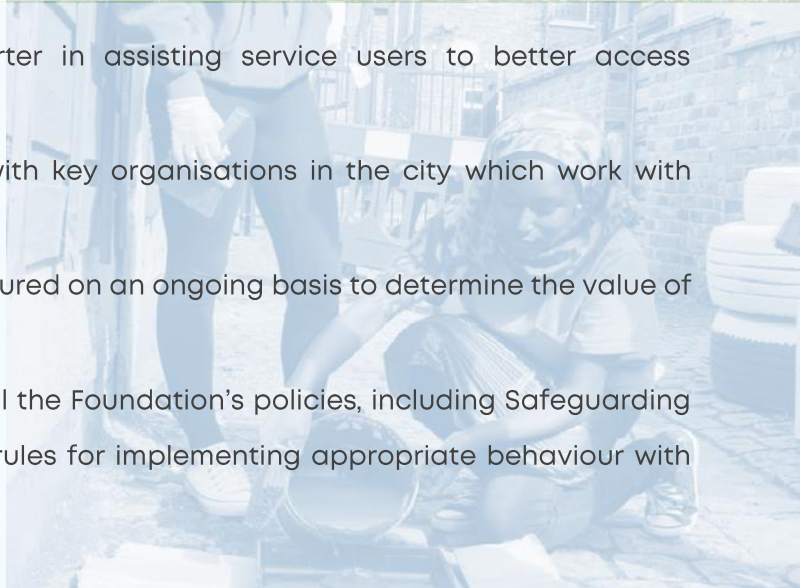 rter in assisting service users to better access
with key organisations in the city which work with
ured on an ongoing basis to determine the value of
l the Foundation’s policies, including Safeguarding
rules for implementing appropriate behaviour with